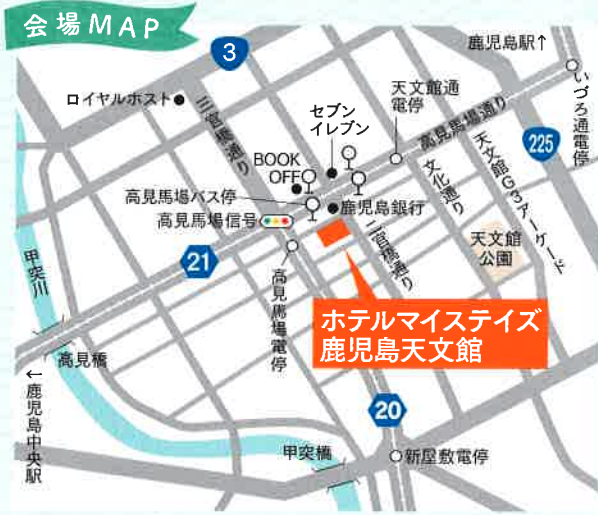 会場MAP
鹿児島駅↑
3
いづろ通電停
ロイヤルホスト
天文館通
電停
セブン
イレブン
高見馬場通り
三官橋通り
225
BOOK
OFF
文化通り
天文館G3アーケード
高見馬場バス停
鹿児島銀行
高見馬場信号
二官橋通り
天文館
公園
甲突川
21
高見馬場電停
ホテルマイステイズ
鹿児島天文館
高見橋
←鹿児島中央駅
20
甲突橋
新屋敷電停